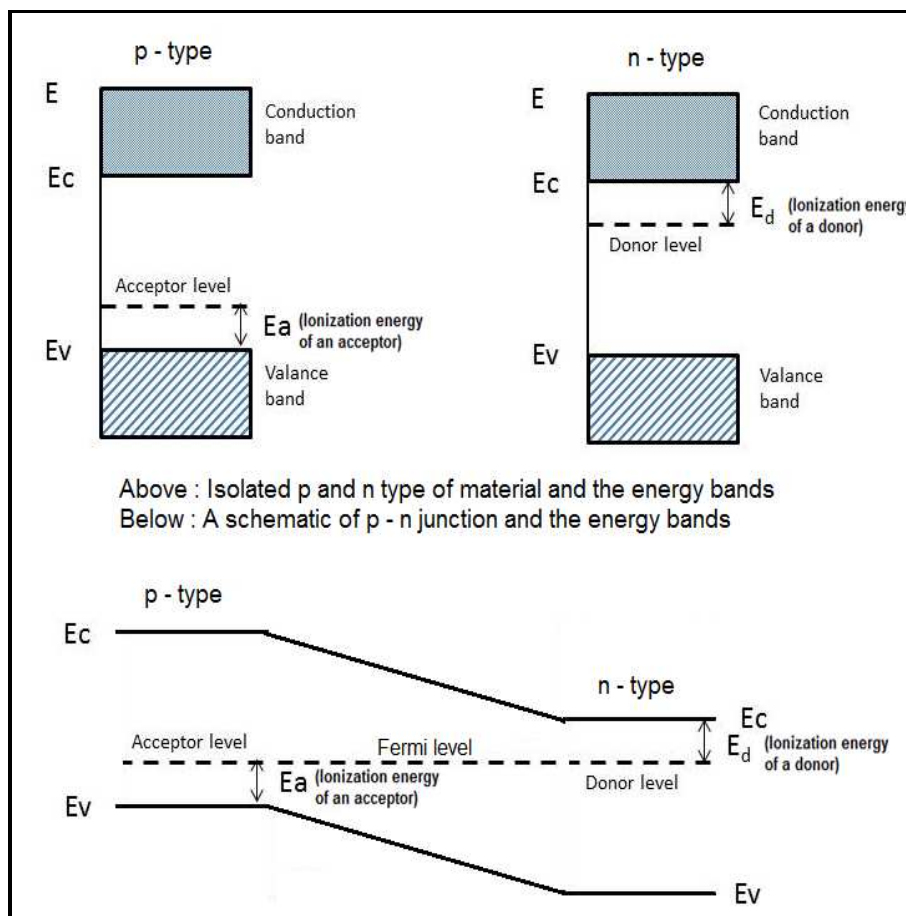 p - type
n - type
E
Conduction
band
E
Conduction
band
Ec
Ec
Ed (Ionization energy
of a donor)
Donor level
Acceptor level
Ea (Ionization energy
of an acceptor)
Ev
Ev
Valance
band
Valance
band
Above : Isolated p and n type of material and the energy bands
Below : A schematic of p - n junction and the energy bands
p - type
Ec
n - type
Ec
Ed (Ionization energy
of a donor)
Acceptor level
Fermi level
Donor level
Ea (Ionization energy
of an acceptor)
Ev
Ev